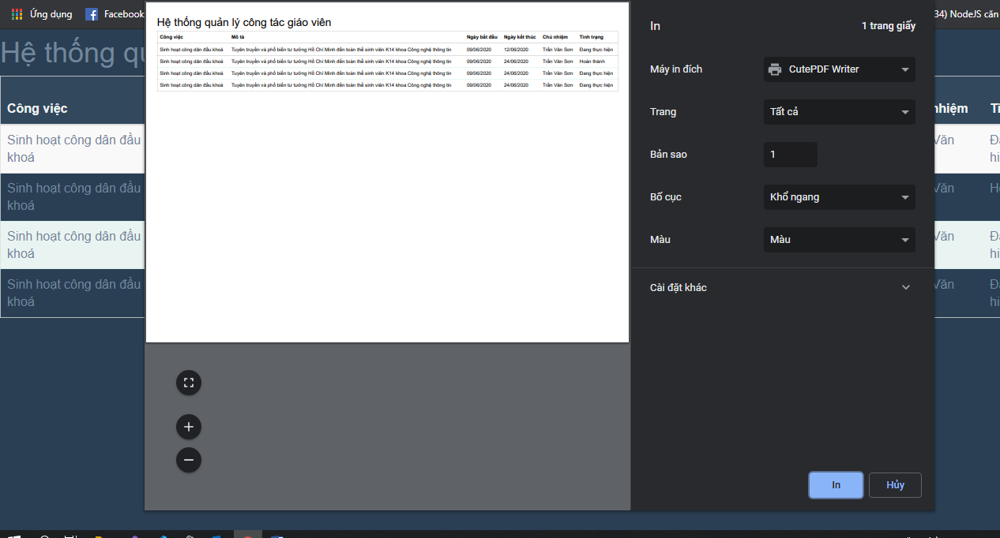 Ứng dụng
Facebook
34) NodeJS căn
Hệ thống qu
Công việc
nhiệm
Sinh hoạt công dân đầu
khoá
Văn
Sinh hoạt công dân đầu
khoá
Văn
Sinh hoạt công dân đầu
khoá
Văn
Sinh hoạt công dân đầu
khoá
Văn
Hệ thống quản lý công tác giáo viên
Công việc Mô tả Ngày bắt đầu Ngày kết thúc Chủ nhiệm Tình trạng
Sinh hoạt công dân đầu khoá Tuyên truyền và phổ biến tư tưởng Hồ Chí Minh đến toàn thể sinh viên K14 khoa Công nghệ thông tin 09/06/2020 12/06/2020 Trần Văn Sơn Đang thực hiện
Sinh hoạt công dân đầu khoá Tuyên truyền và phổ biến tư tưởng Hồ Chí Minh đến toàn thể sinh viên K14 khoa Công nghệ thông tin 09/06/2020 24/06/2020 Trần Văn Sơn Hoàn thành
Sinh hoạt công dân đầu khoá Tuyên truyền và phổ biến tư tưởng Hồ Chí Minh đến toàn thể sinh viên K14 khoa Công nghệ thông tin 09/06/2020 24/06/2020 Trần Văn Sơn Đang thực hiện
Sinh hoạt công dân đầu khoá Tuyên truyền và phổ biến tư tưởng Hồ Chí Minh đến toàn thể sinh viên K14 khoa Công nghệ thông tin 09/06/2020 24/06/2020 Trần Văn Sơn Đang thực hiện
In 1 trang giấy
Máy in đích CutePDF Writer
Trang Tất cả
Bản sao 1
Bố cục Khổ ngang
Màu Màu
Cài đặt khác
In Hủy